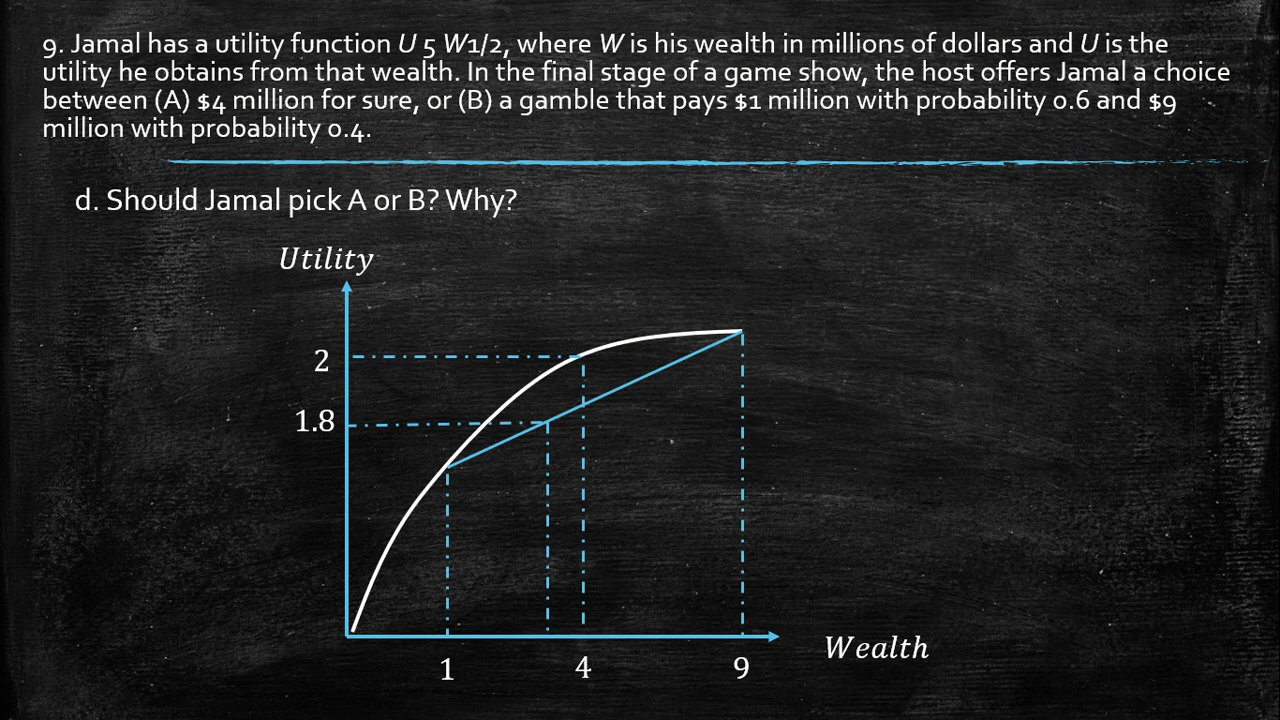 9. Jamal has a utility function U 5 W1/2, where W is his wealth in millions of dollars and U is the
utility he obtains from that wealth. In the final stage of a game show, the host offers Jamal a choice
between (A) $4 million for sure, or (B) a gamble that pays $1 million with probability 0.6 and $9
million with probability 0.4.
d. Should Jamal pick A or B? Why?
Utility
2
1.8
1
4
9
Wealth